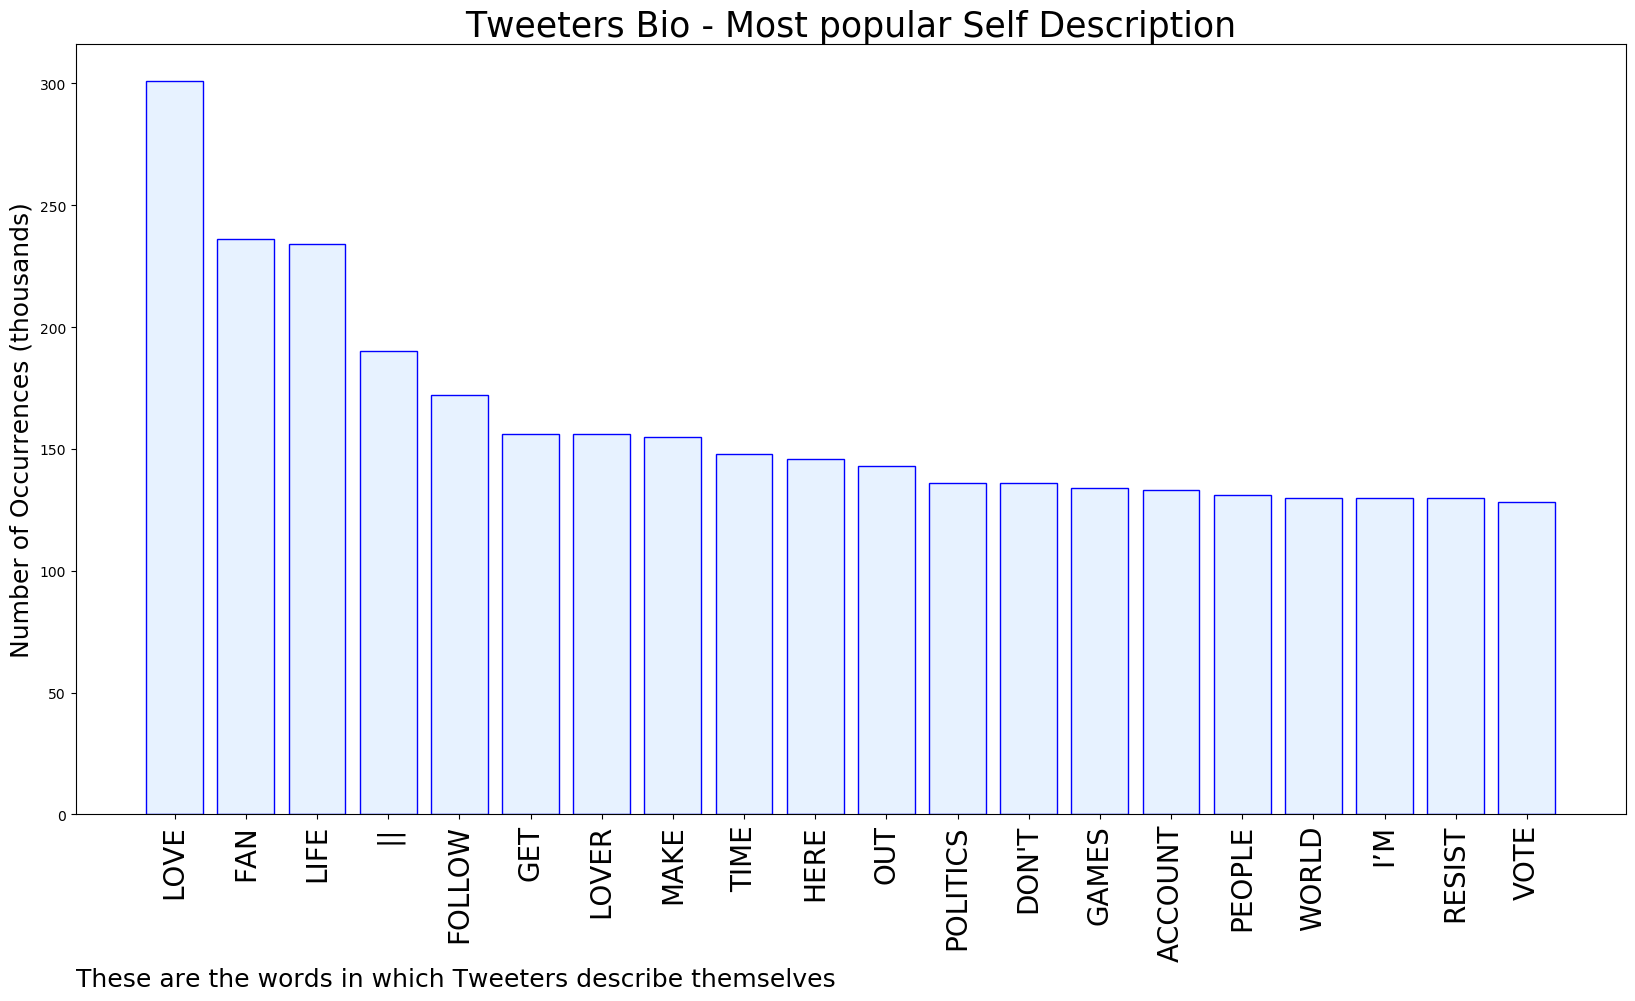 Tweeters Bio - Most popular Self Description
Number of Occurrences (thousands)
300
250
200
150
100
50
0
LOVE
FAN
LIFE
||
FOLLOW
GET
LOVER
MAKE
TIME
HERE
OUT
POLITICS
DON'T
GAMES
ACCOUNT
PEOPLE
WORLD
I’M
RESIST
VOTE
These are the words in which Tweeters describe themselves